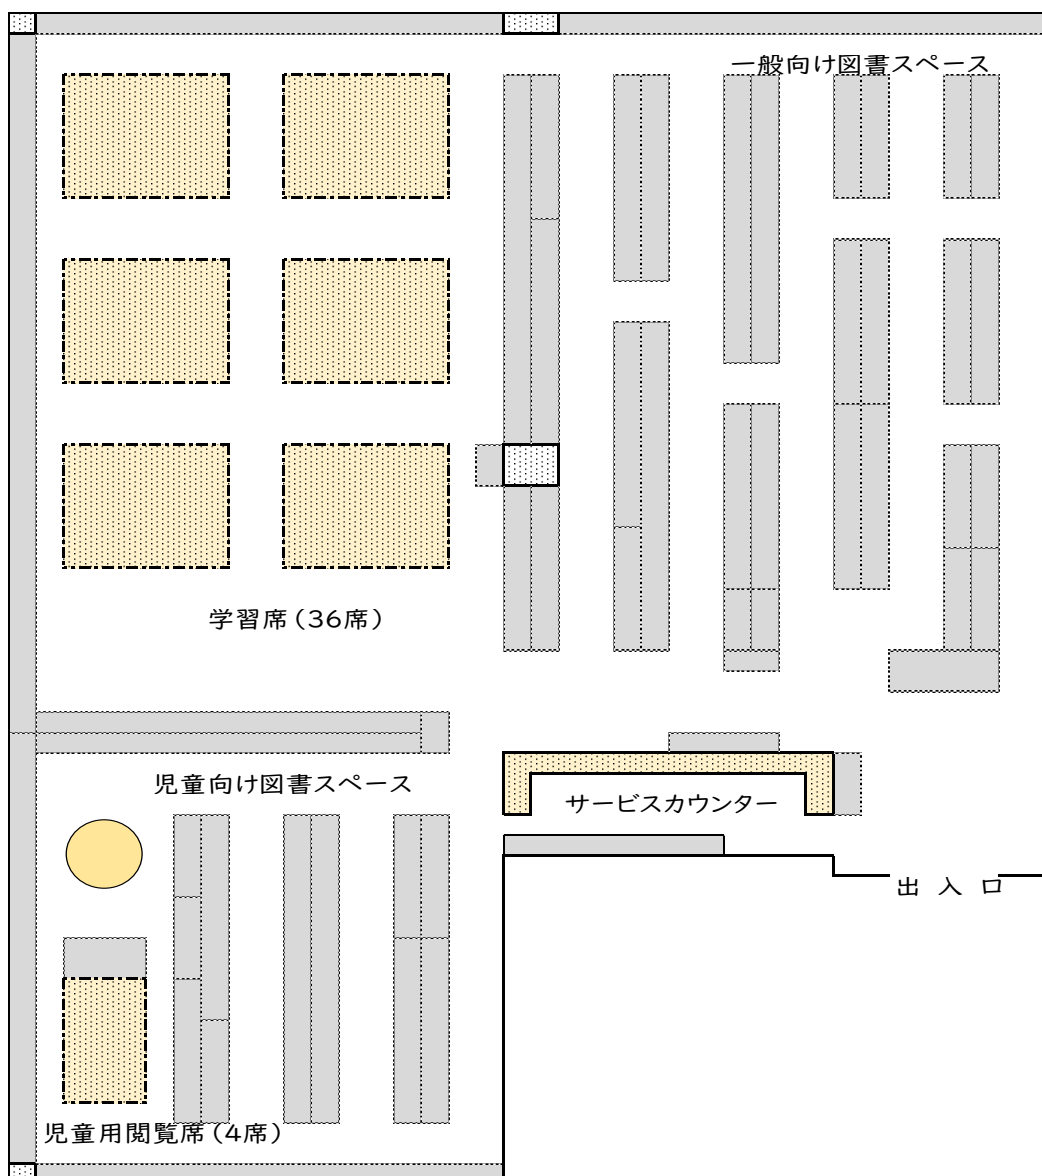 一般向け図書スペース
学習席(36席)
児童向け図書スペース
サービスカウンター
出入口
児童用閲覧席(4席)